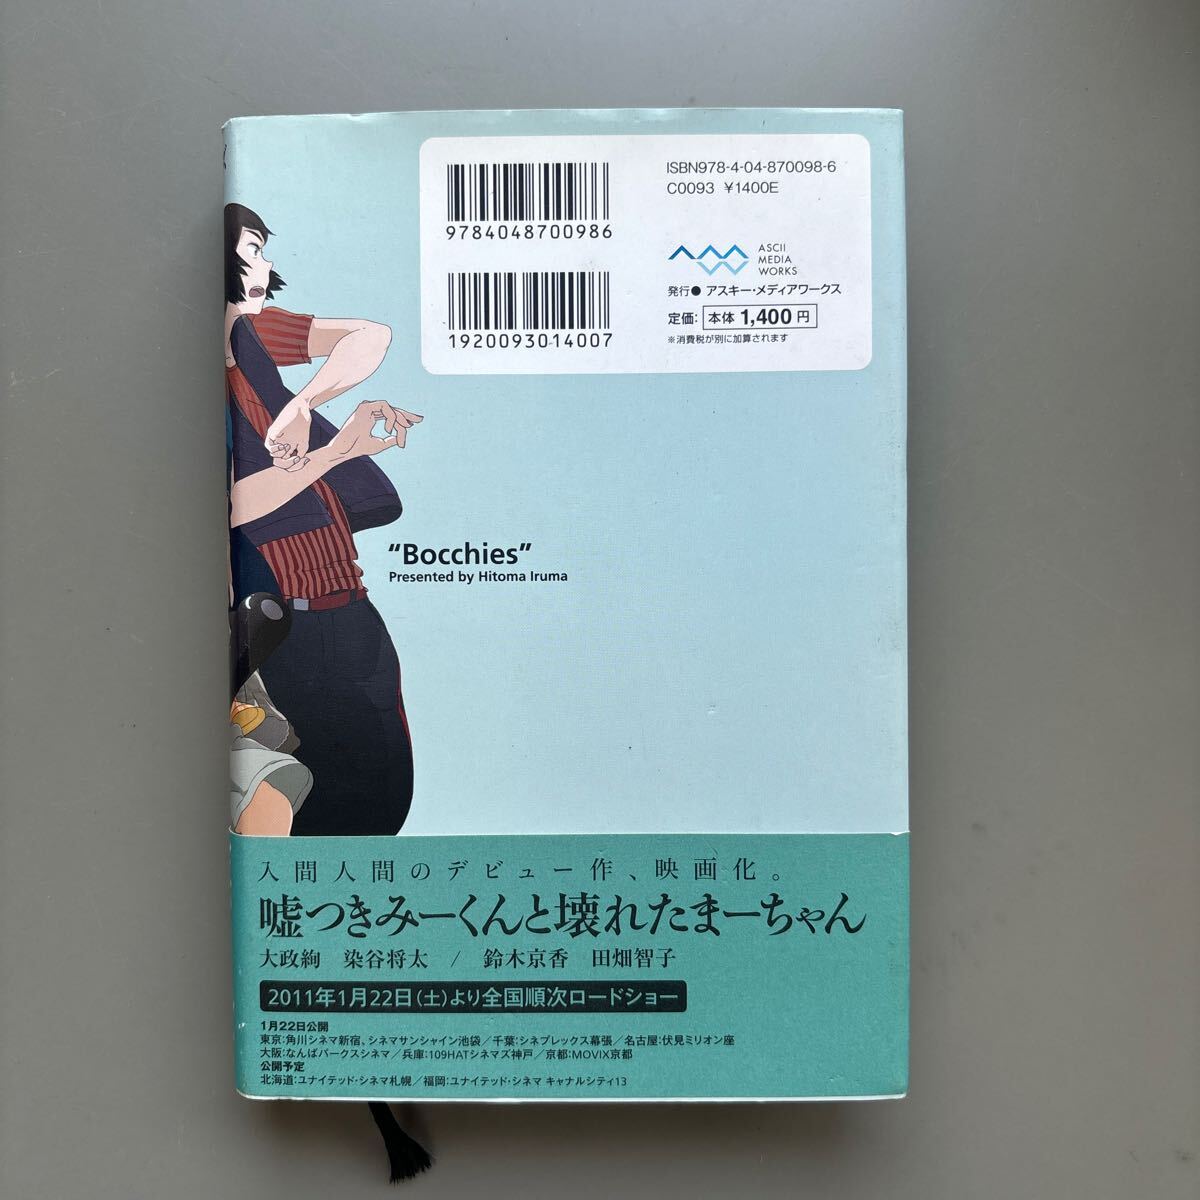 ISBN978-4-04-870098-6
C0093 ¥1400E
9784048700986
ASCII
MEDIA
WORKS
発行●アスキー・メディアワークス
1920093014007
定価: 本体 1,400円
※消費税が別に加算されます
"Bocchies"
Presented by Hitoma Iruma
入間人間のデビュー作、映画化。
嘘つきみーくんと壊れたまーちゃん
大政絢 染谷将太 / 鈴木京香 田畑智子
2011年1月22日(土)より全国順次ロードショー
1月22日公開
東京:角川シネマ新宿、シネマサンシャイン池袋/千葉:シネプレックス幕張/名古屋:伏見ミリオン座
大阪:なんばパークスシネマ/兵庫:109HATシネマズ神戸/京都:MOVIX京都
公開予定
北海道:ユナイテッド・シネマ札幌/福岡:ユナイテッド・シネマ キャナルシティ13